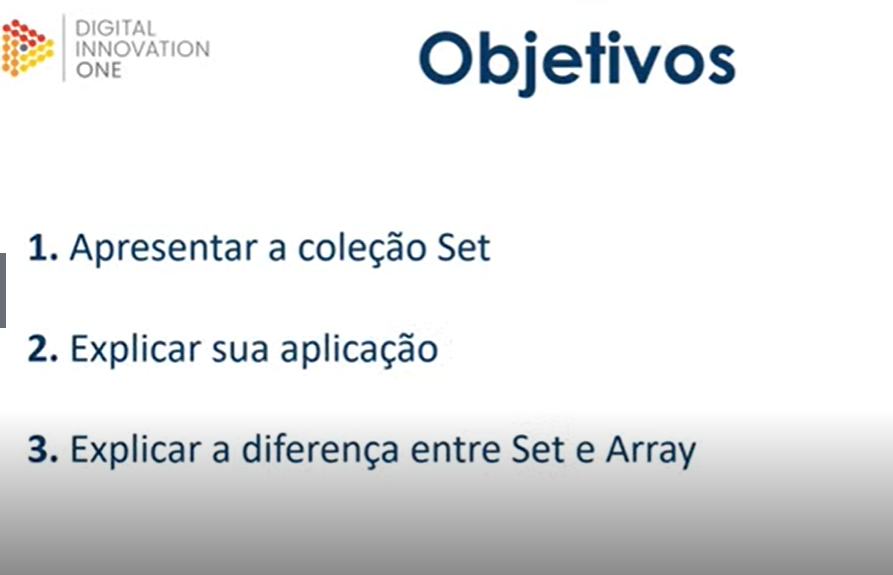 DIGITAL
INNOVATION
ONE
Objetivos
1. Apresentar a coleção Set
2. Explicar sua aplicação
3. Explicar a diferença entre Set e Array